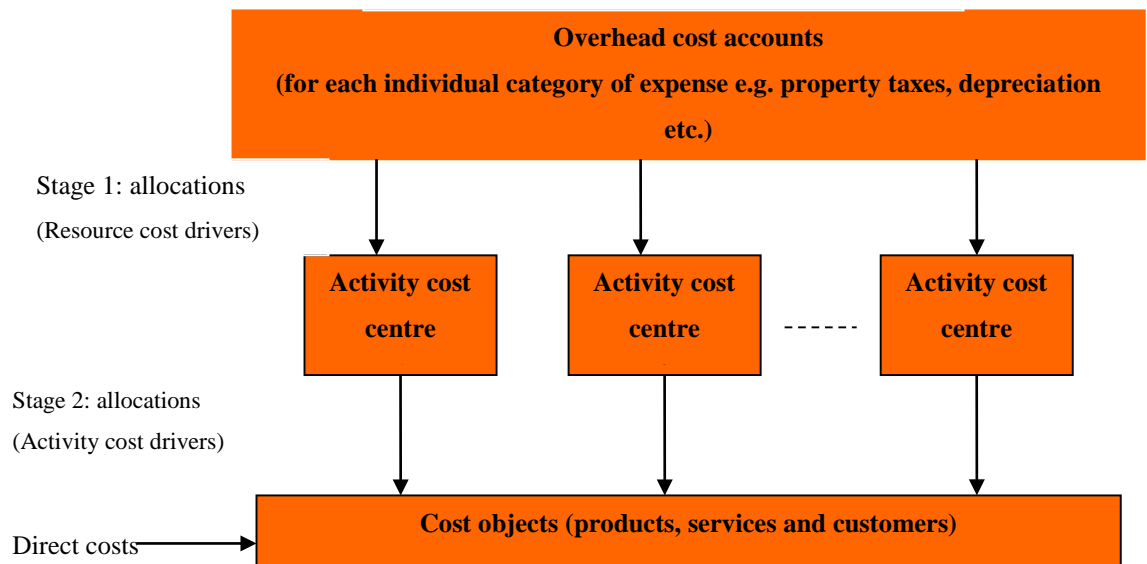 Overhead cost accounts
(for each individual category of expense e.g. property taxes, depreciation
etc.)
Stage 1: allocations
(Resource cost drivers)
Activity cost
centre
Activity cost
centre
Activity cost
centre
Stage 2: allocations
(Activity cost drivers)
Cost objects (products, services and customers)
Direct costs